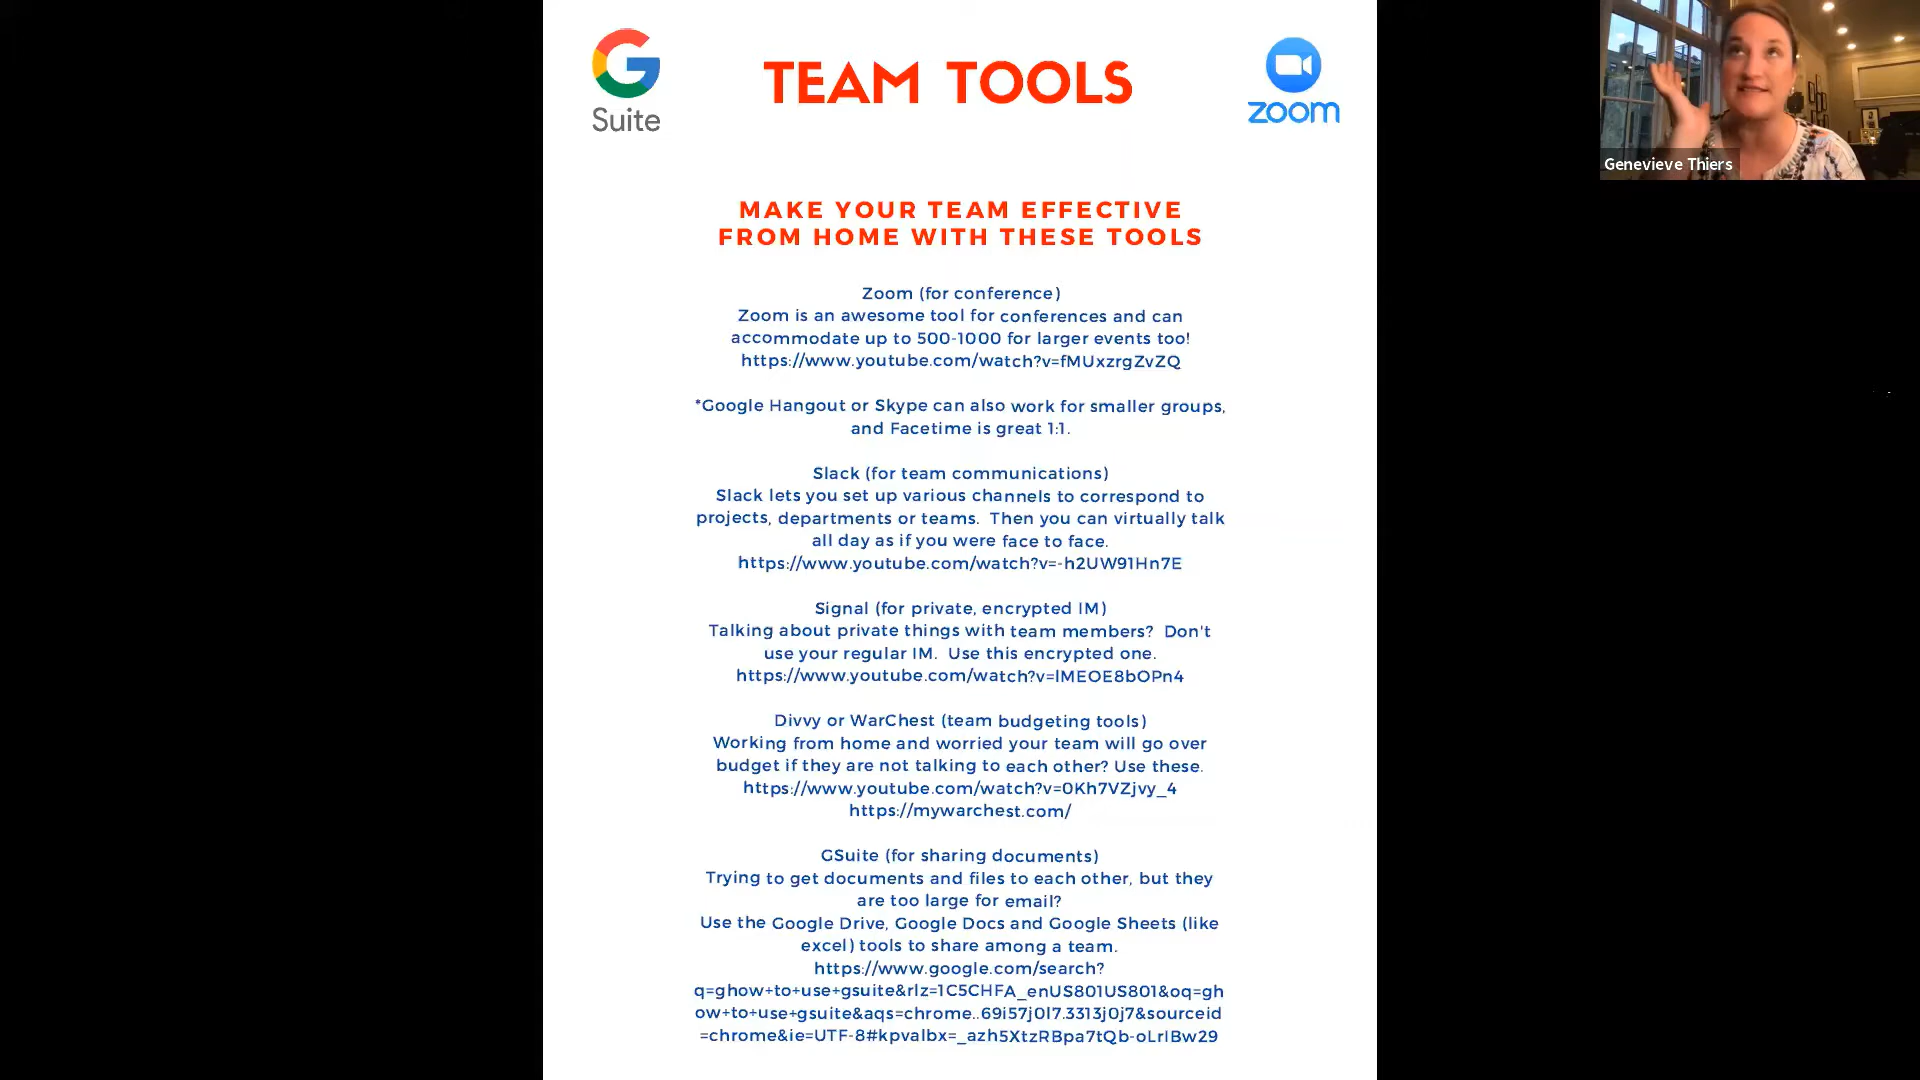 G Suite
TEAM TOOLS
zoom
Genevieve Thiers
MAKE YOUR TEAM EFFECTIVE
FROM HOME WITH THESE TOOLS
Zoom (for conference)
Zoom is an awesome tool for conferences and can
accommodate up to 500-1000 for larger events too!
https://www.youtube.com/watch?v=fMUxzrgZvZQ
*Google Hangout or Skype can also work for smaller groups,
and Facetime is great 1:1.
Slack (for team communications)
Slack lets you set up various channels to correspond to
projects, departments or teams.  Then you can virtually talk
all day as if you were face to face.
https://www.youtube.com/watch?v=-h2UW91Hn7E
Signal (for private, encrypted IM)
Talking about private things with team members?  Don't
use your regular IM.  Use this encrypted one.
https://www.youtube.com/watch?v=lMEOE8bOPn4
Divvy or WarChest (team budgeting tools)
Working from home and worried your team will go over
budget if they are not talking to each other? Use these.
https://www.youtube.com/watch?v=0Kh7VZjvy_4
https://mywarchest.com/
GSuite (for sharing documents)
Trying to get documents and files to each other, but they
are too large for email?
Use the Google Drive, Google Docs and Google Sheets (like
excel) tools to share among a team.
https://www.google.com/search?
q=ghow+to+use+gsuite&rlz=1C5CHFA_enUS801US801&oq=gh
ow+to+use+gsuite&aqs=chrome..69i57j0l7.3313j0j7&sourceid
=chrome&ie=UTF-8#kpvalbx=_azh5XtzRBpa7tQb-oLrIBw29